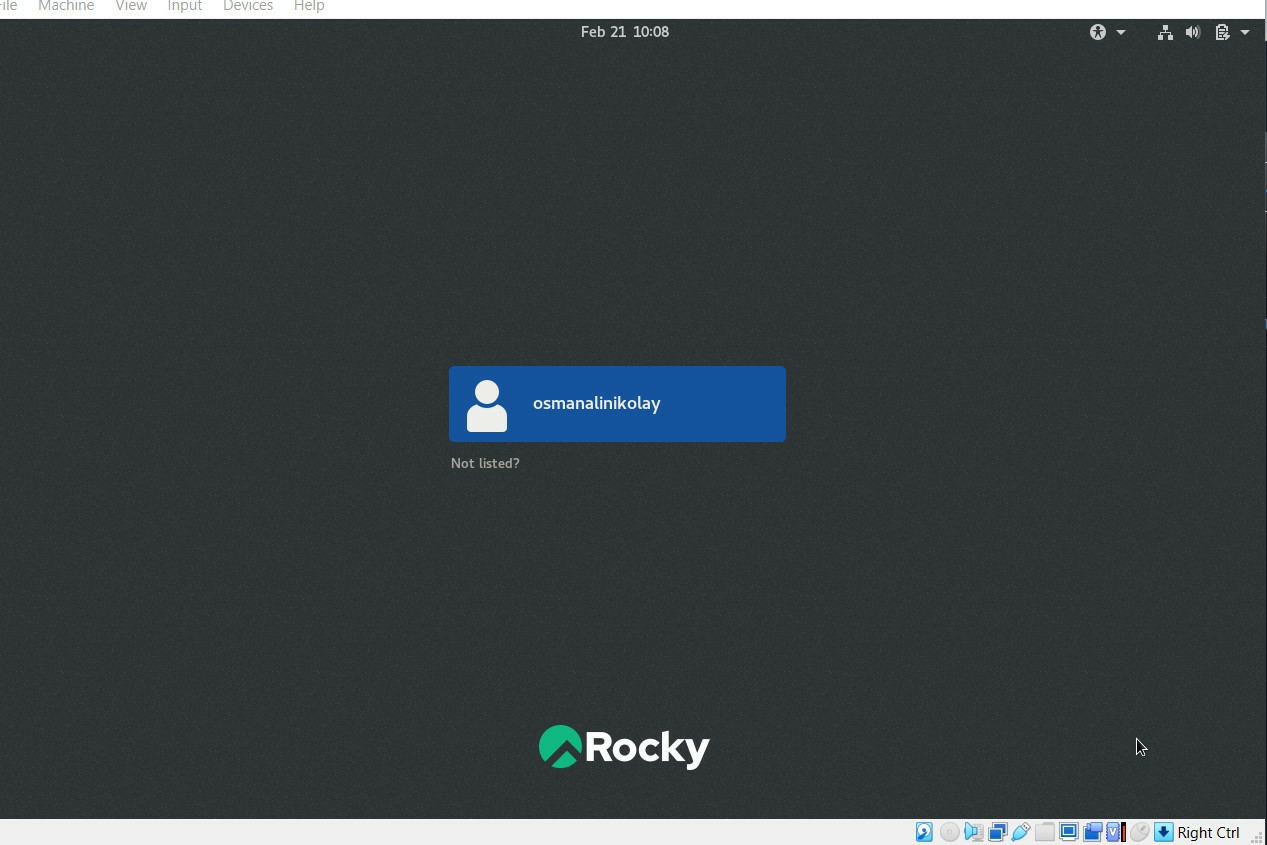 ile Machine View Input Devices Help
Feb 21 10:08
osmanalinikolay
Not listed?
Rocky
Right Ctrl